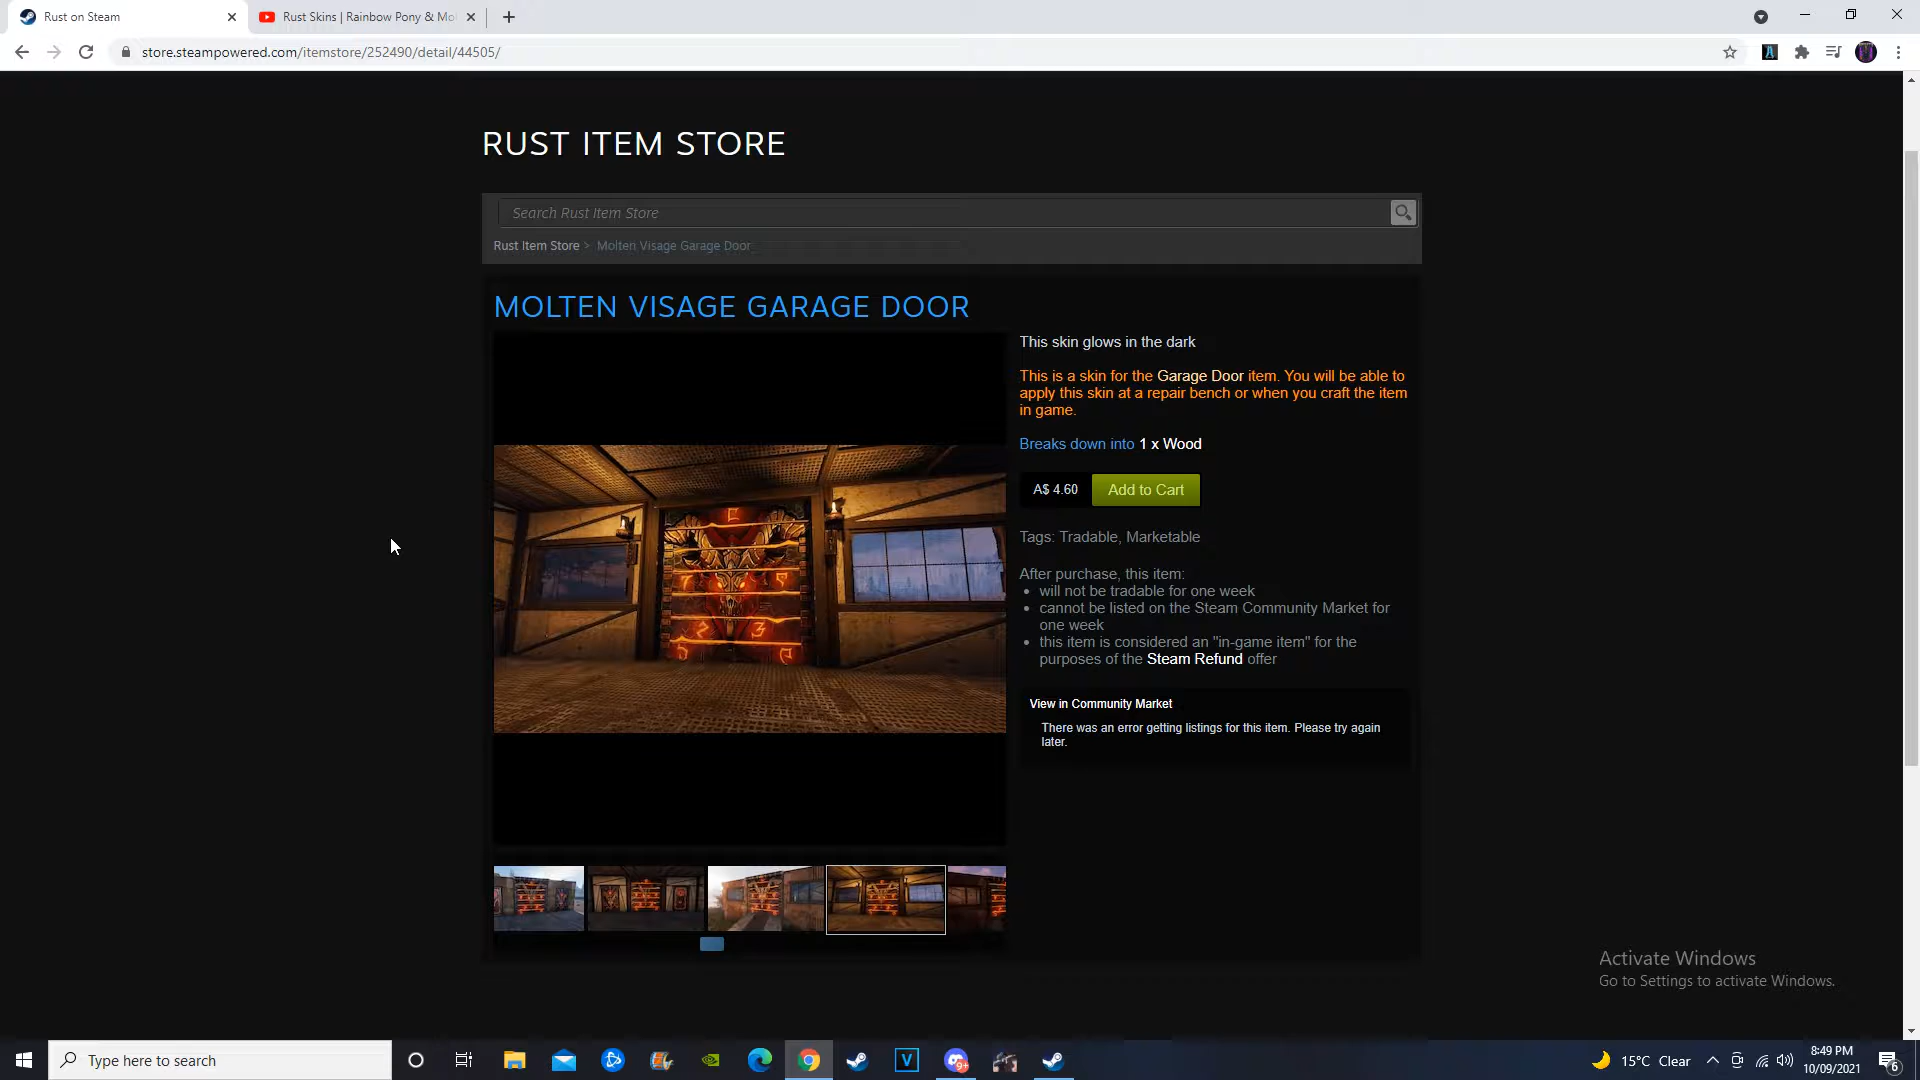 Rust on Steam
Rust Skins | Rainbow Pony & Mo
store.steampowered.com/itemstore/252490/detail/44505/
RUST ITEM STORE
Search Rust Item Store
Rust Item Store > Molten Visage Garage Door
MOLTEN VISAGE GARAGE DOOR
This skin glows in the dark
This is a skin for the Garage Door item. You will be able to
apply this skin at a repair bench or when you craft the item
in game.
Breaks down into 1 x Wood
A$ 4.60 Add to Cart
Tags: Tradable, Marketable
After purchase, this item:
• will not be tradable for one week
• cannot be listed on the Steam Community Market for
one week
• this item is considered an "in-game item" for the
purposes of the Steam Refund offer
View in Community Market
There was an error getting listings for this item. Please try again
later.
Activate Windows
Go to Settings to activate Windows.
Type here to search
V
9+
15°C Clear
8:49 PM
10/09/2021
6